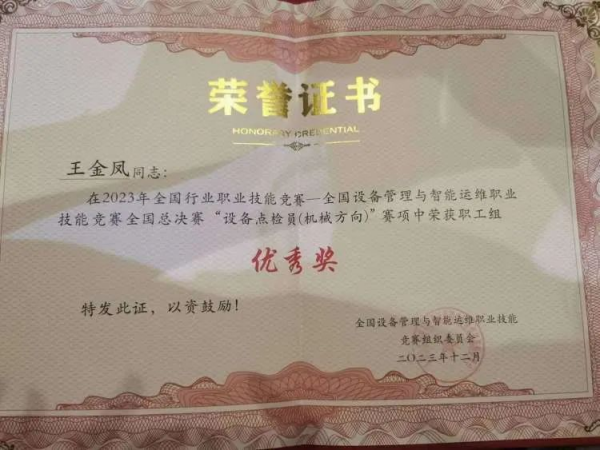 荣誉证书
HONORARY CREDENTIAL
王金凤同志：
在2023年全国行业职业技能竞赛—全国设备管理与智能运维职业
技能竞赛全国总决赛“设备点检员(机械方向)”赛项中荣获职工组
优秀奖
特发此证，以资鼓励！
全国设备管理与智能运维职业技能
竞赛组织委员会
二〇二三年十二月